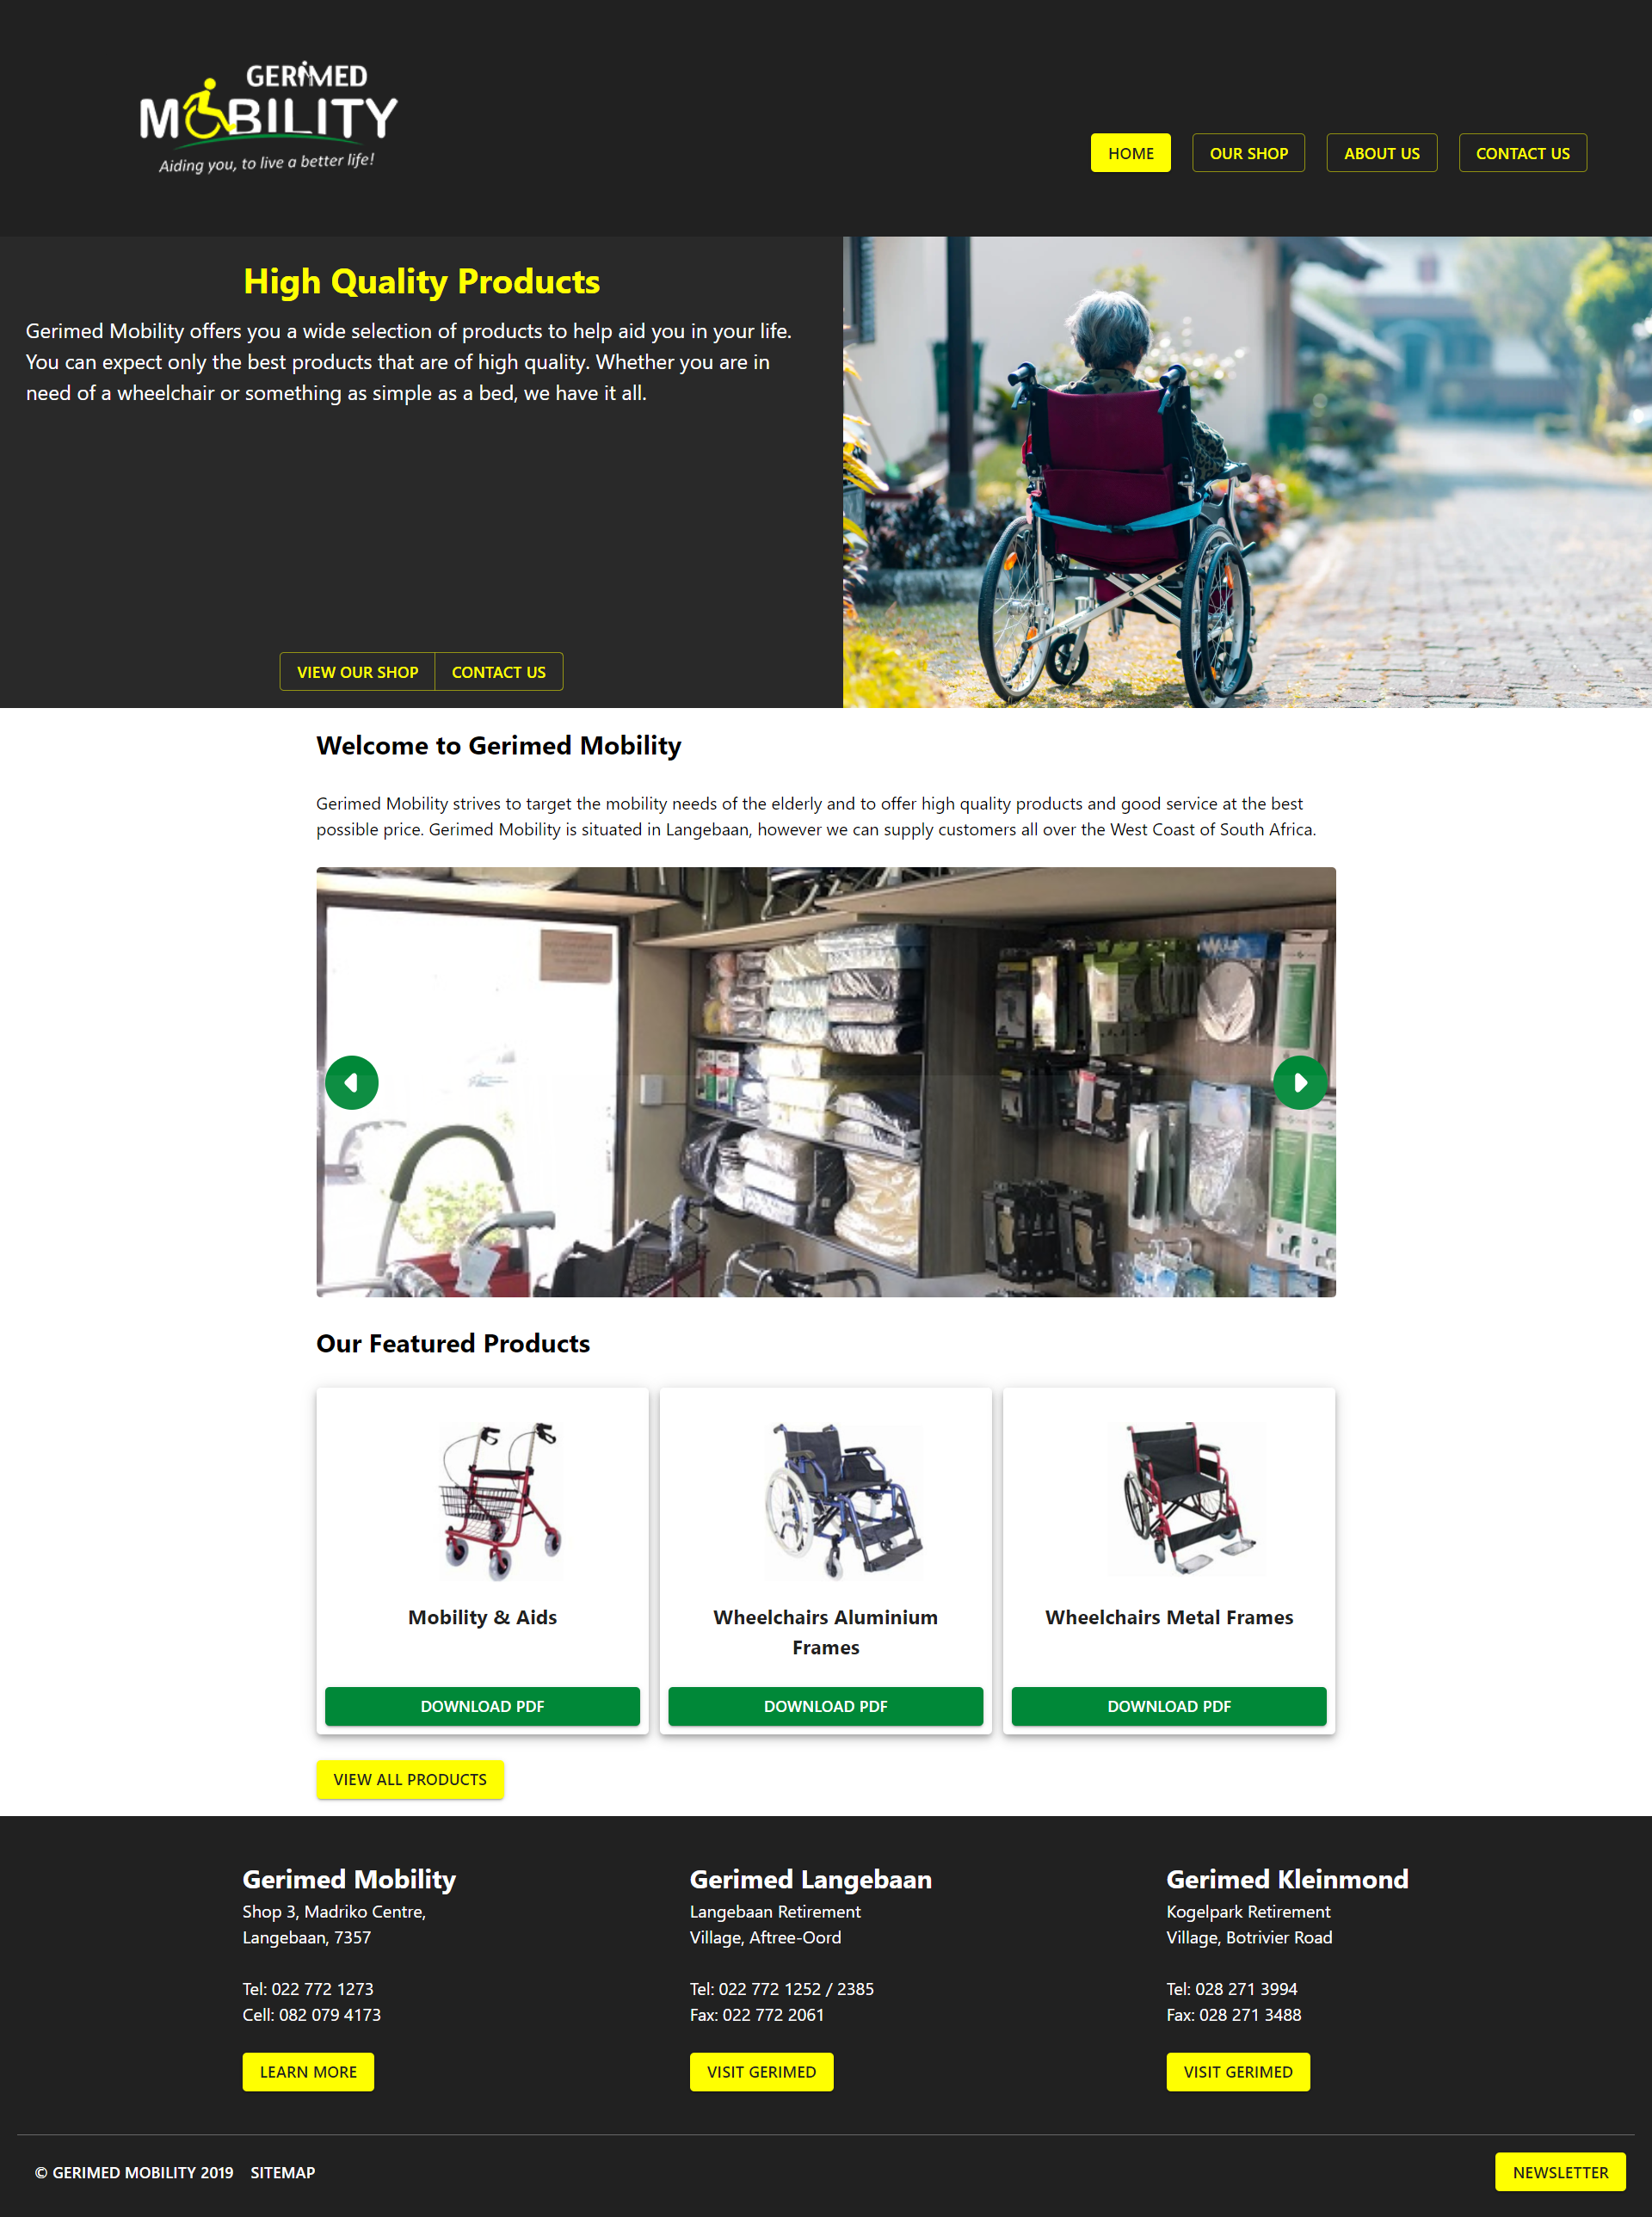 GERIMED
MOBILITY
Aiding you, to live a better life!
HOME
OUR SHOP
ABOUT US
CONTACT US
High Quality Products
Gerimed Mobility offers you a wide selection of products to help aid you in your life.
You can expect only the best products that are of high quality. Whether you are in
need of a wheelchair or something as simple as a bed, we have it all.
VIEW OUR SHOP
CONTACT US
Welcome to Gerimed Mobility
Gerimed Mobility strives to target the mobility needs of the elderly and to offer high quality products and good service at the best
possible price. Gerimed Mobility is situated in Langebaan, however we can supply customers all over the West Coast of South Africa.
Our Featured Products
Mobility & Aids
DOWNLOAD PDF
Wheelchairs Aluminium
Frames
DOWNLOAD PDF
Wheelchairs Metal Frames
DOWNLOAD PDF
VIEW ALL PRODUCTS
Gerimed Mobility
Shop 3, Madriko Centre,
Langebaan, 7357
Tel: 022 772 1273
Cell: 082 079 4173
LEARN MORE
Gerimed Langebaan
Langebaan Retirement
Village, Aftree-Oord
Tel: 022 772 1252 / 2385
Fax: 022 772 2061
VISIT GERIMED
Gerimed Kleinmond
Kogelpark Retirement
Village, Botrivier Road
Tel: 028 271 3994
Fax: 028 271 3488
VISIT GERIMED
© GERIMED MOBILITY 2019
SITEMAP
NEWSLETTER